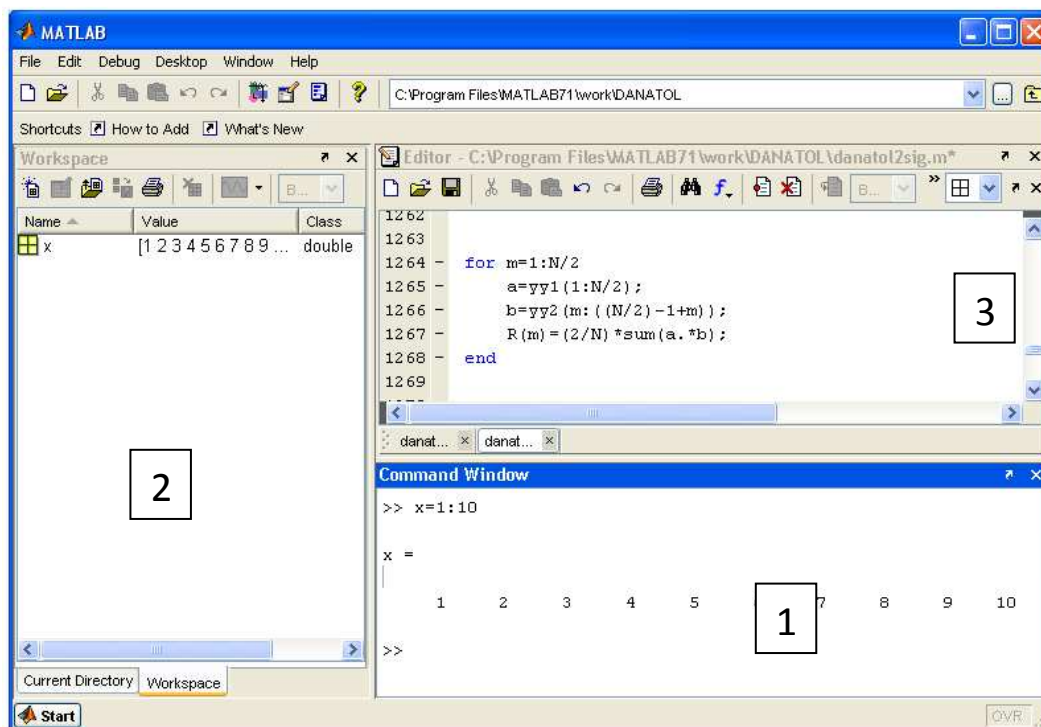 MATLAB
File Edit Debug Desktop Window Help
C:\Program Files\MATLAB71\work\DANATOL
Shortcuts How to Add What's New
Workspace
B...
Name Value Class
x [1 2 3 4 5 6 7 8 9 ... double
2
Current Directory Workspace
Editor - C:\Program Files\MATLAB71\work\DANATOL\danatol2sig.m*
B...
1262
1263
1264 - for m=1:N/2
1265 - a=yy1(1:N/2);
1266 - b=yy2(m:((N/2)-1+m));
1267 - R(m)=(2/N)*sum(a.*b);
1268 - end
1269
3
danat... danat...
Command Window
>> x=1:10
x =
1 2 3 4 5 7 8 9 10
1
>>
Start
OVR